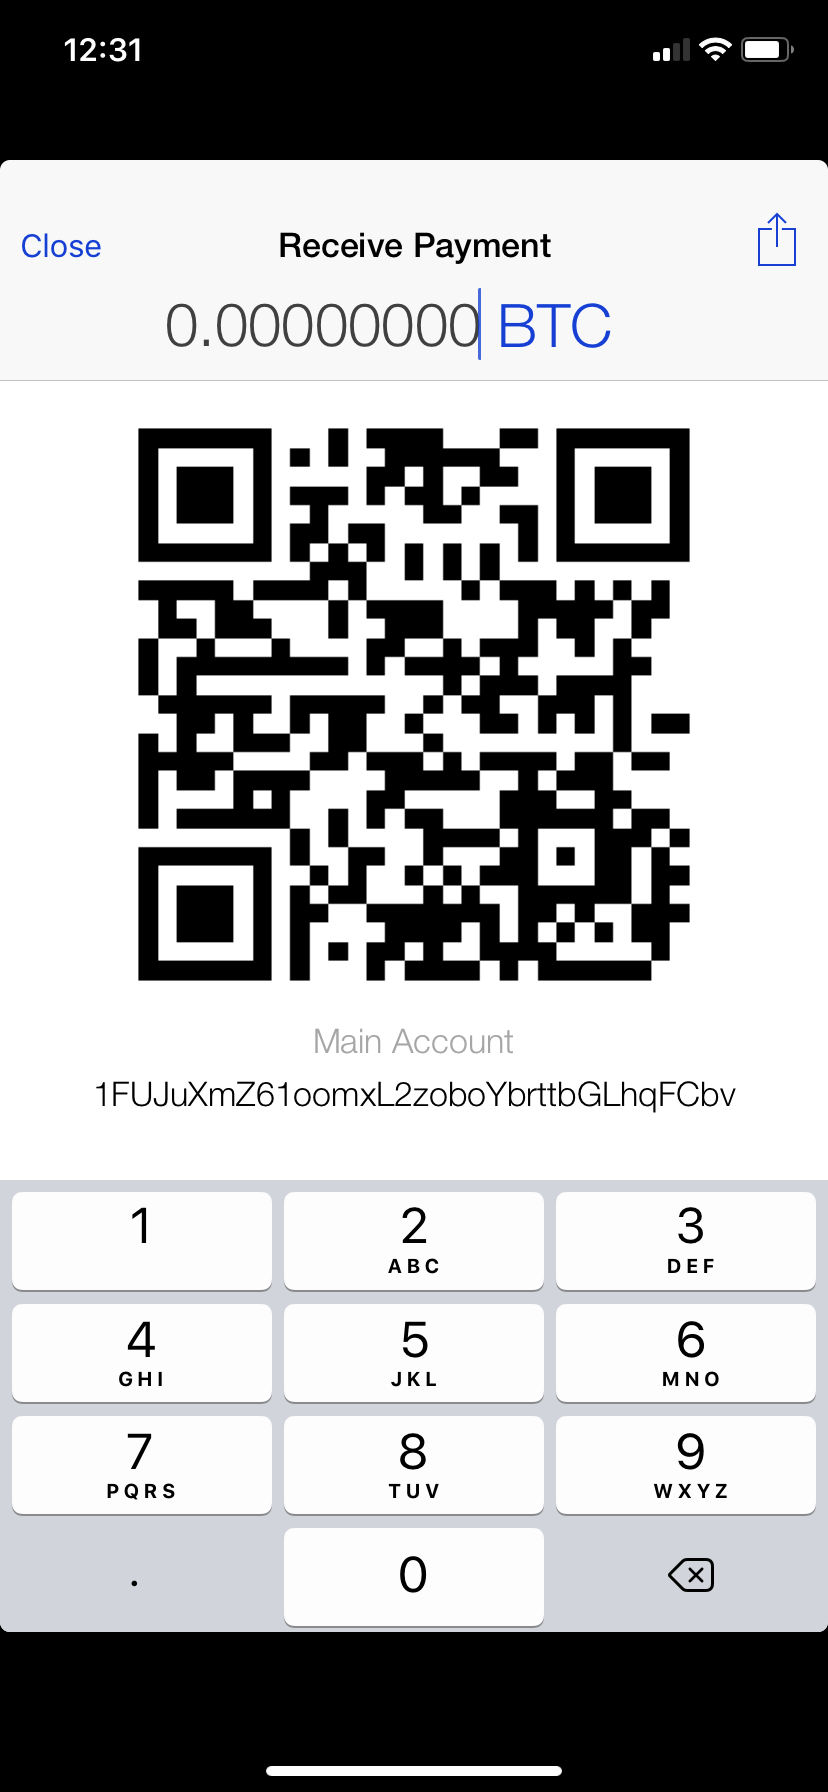 12:31
Close
Receive Payment
0.00000000 BTC
Main Account
1FUJuXmZ61oomxL2zoboYbrttbGLhqFCbv
1
2
ABC
3
DEF
4
GHI
5
JKL
6
MNO
7
PQRS
8
TUV
9
WXYZ
.
0